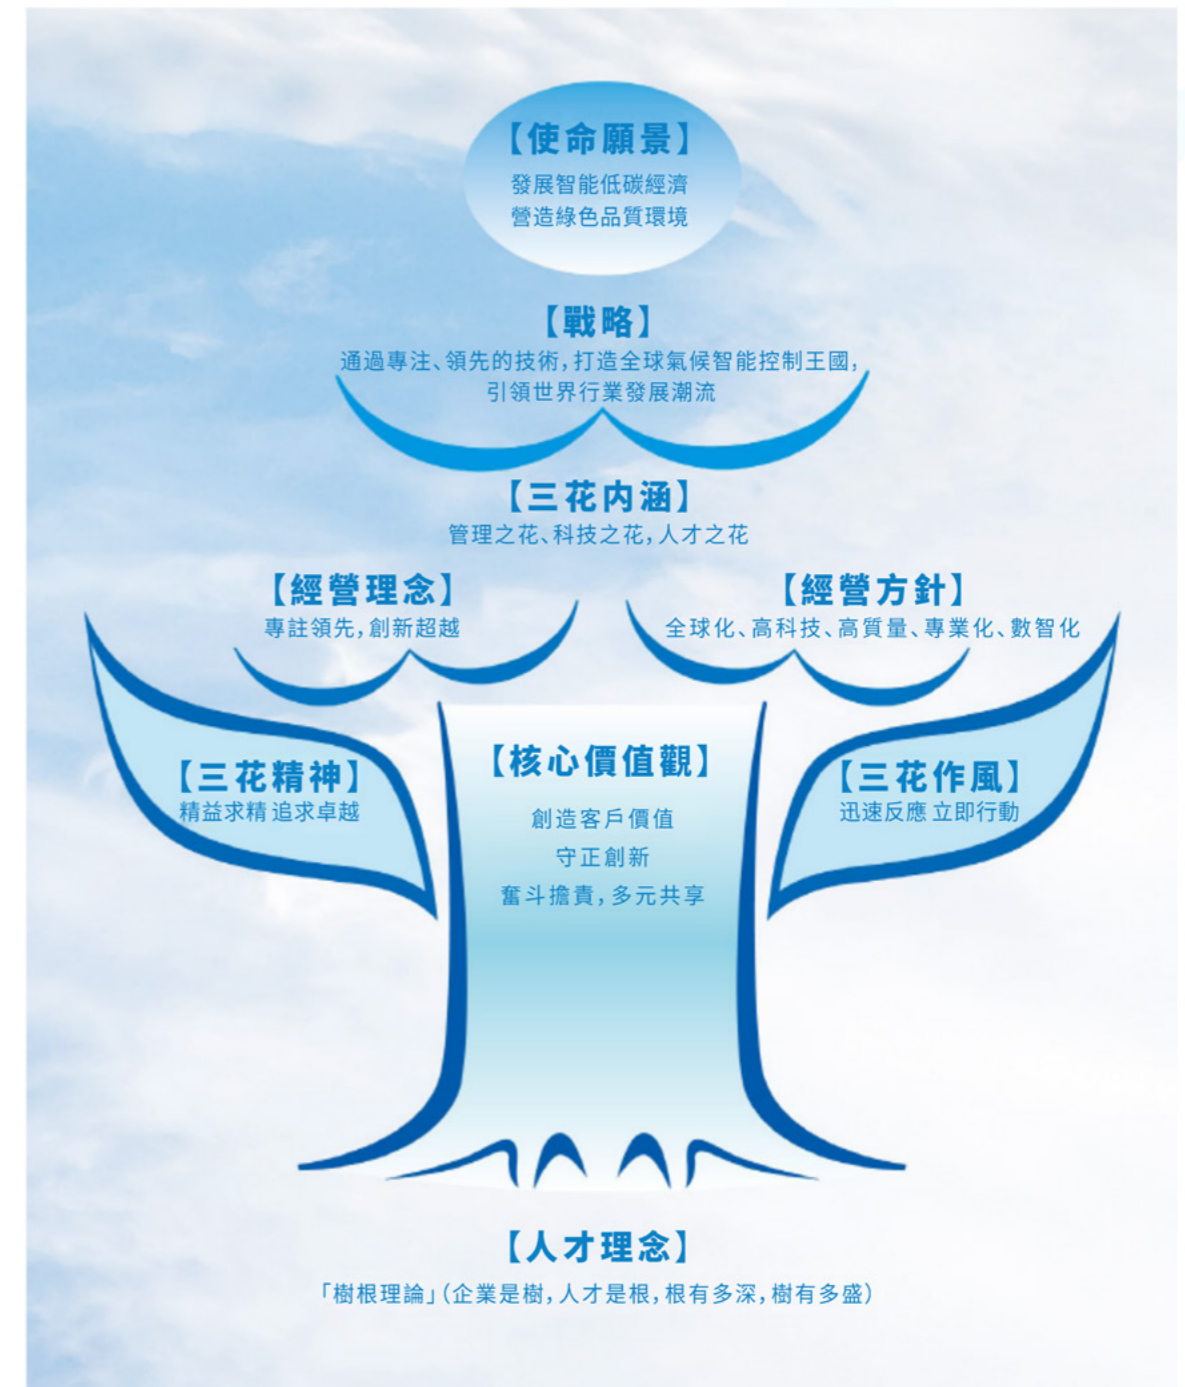 【使命願景】
發展智能低碳經濟
營造綠色品質環境
【戰略】
通過專注、領先的技術,打造全球氣候智能控制王國,
引領世界行業發展潮流
【三花内涵】
管理之花、科技之花,人才之花
【經營理念】
專註領先,創新超越
【經營方針】
全球化、高科技、高質量、專業化、數智化
【三花精神】
精益求精 追求卓越
【核心價值觀】
創造客戶價值
守正創新
奮斗擔責,多元共享
【三花作風】
迅速反應 立即行動
【人才理念】
「樹根理論」(企業是樹,人才是根,根有多深,樹有多盛)